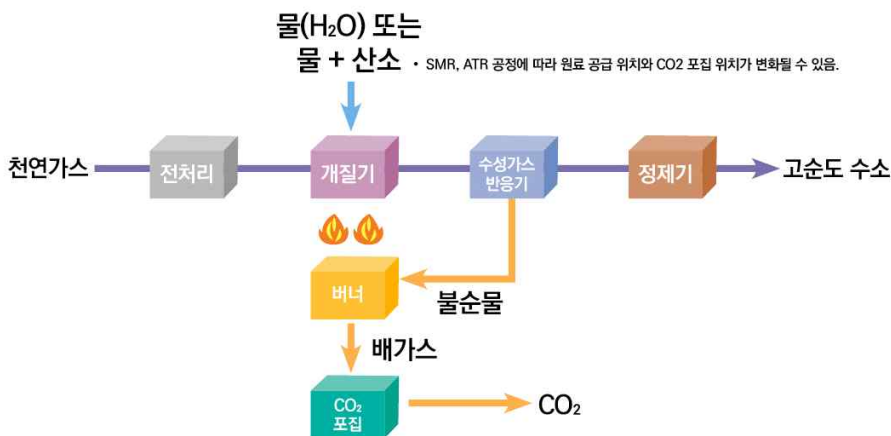 물(H₂O) 또는
물 + 산소
• SMR, ATR 공정에 따라 원료 공급 위치와 CO2 포집 위치가 변화될 수 있음.
천연가스
전처리
개질기
수성가스
반응기
정제기
고순도 수소
버너
불순물
배가스
CO₂
포집
CO₂